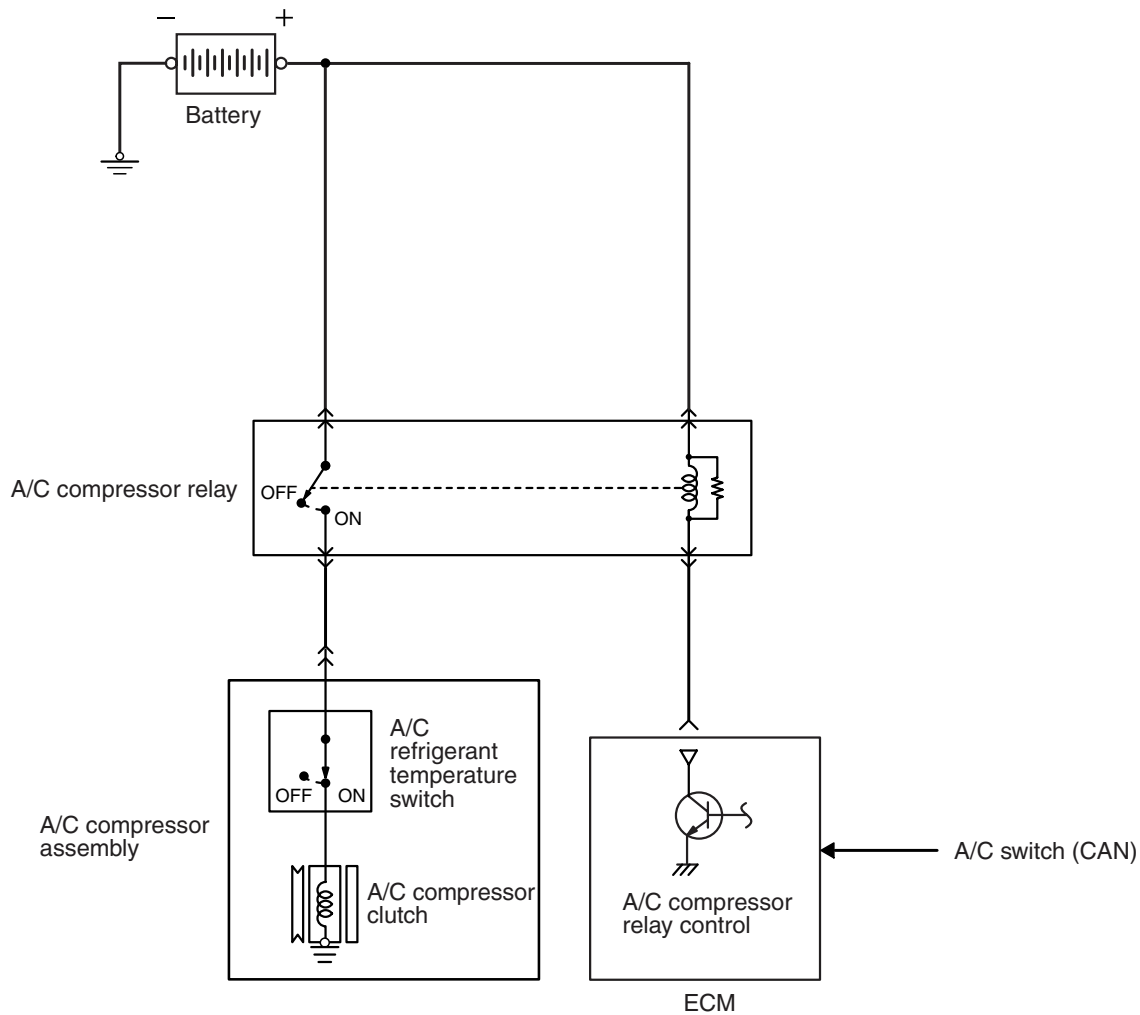 − +
Battery
A/C compressor relay
OFF
ON
A/C
refrigerant
temperature
switch
OFF ON
A/C compressor
assembly
A/C compressor
clutch
A/C switch (CAN)
A/C compressor
relay control
ECM